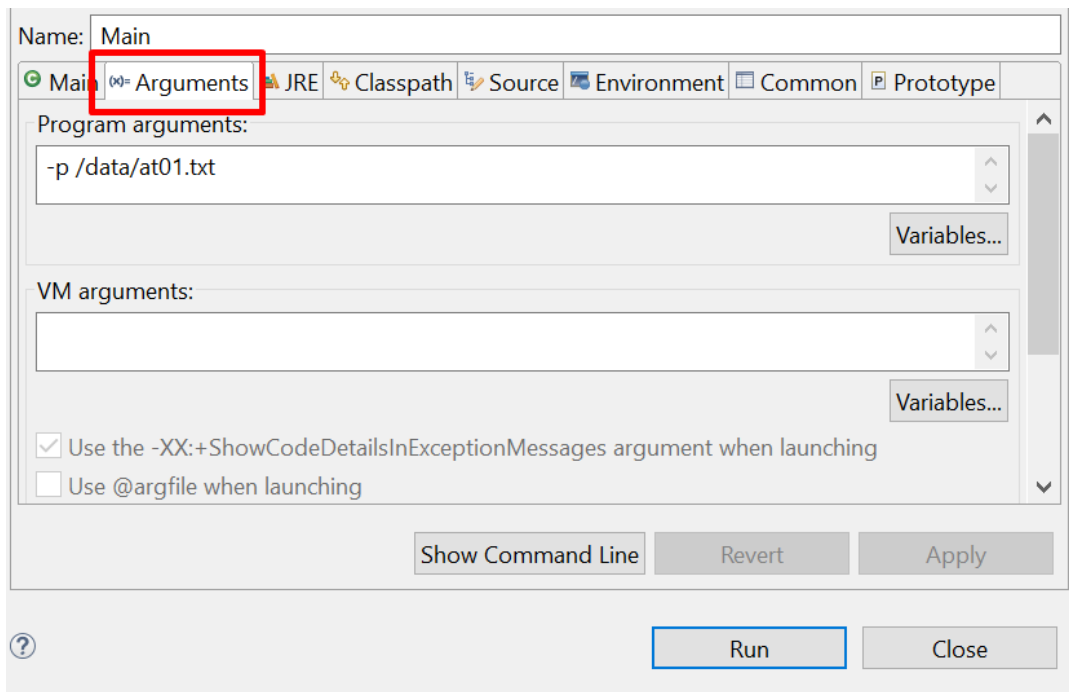 Name: Main
Main (x)= Arguments JRE Classpath Source Environment Common P Prototype
Program arguments:
-p /data/at01.txt
Variables...
VM arguments:
Variables...
Use the -XX:+ShowCodeDetailsInExceptionMessages argument when launching
Use @argfile when launching
Show Command Line Revert Apply
? Run Close